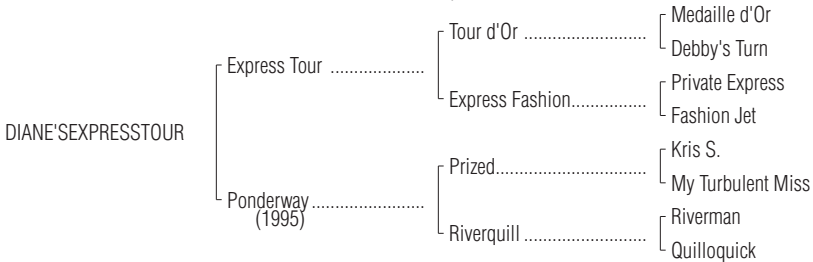 Medaille d'Or
Tour d'Or ..........................
Debby's Turn
Express Tour ....................
Private Express
Express Fashion................
Fashion Jet
DIANE'SEXPRESSTOUR
Kris S.
Prized................................
My Turbulent Miss
Ponderway........................
(1995)
Riverman
Riverquill ..........................
Quilloquick